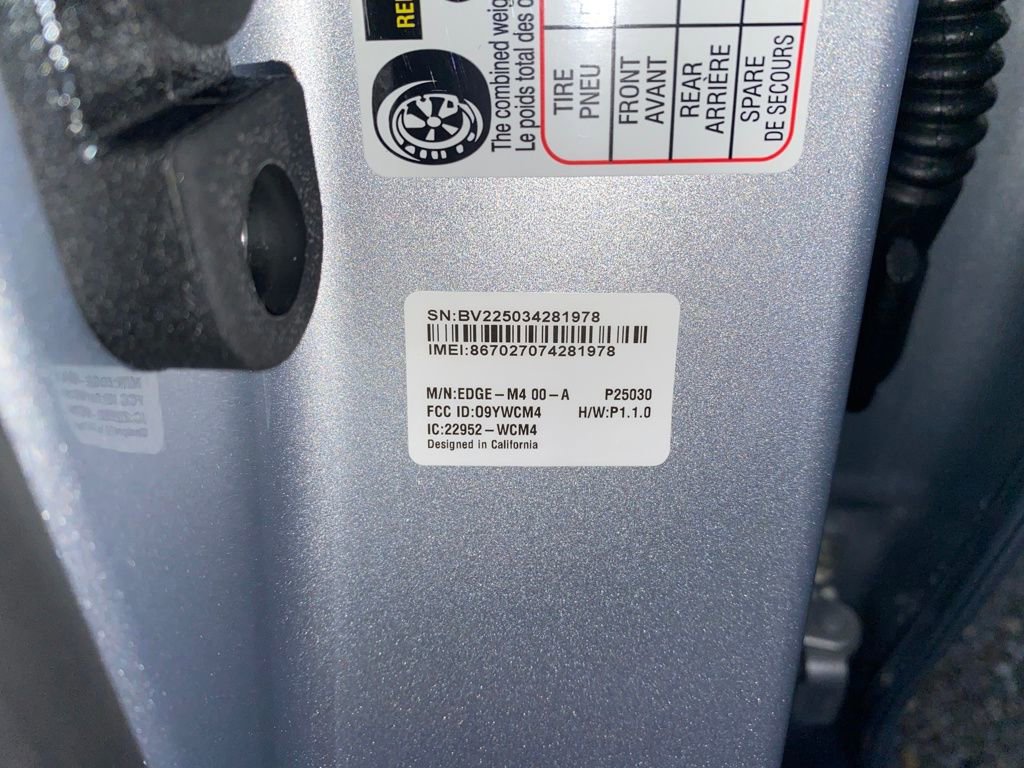 The combined weig
Le poids total des o
TIRE
PNEU
FRONT
AVANT
REAR
ARRIÈRE
SPARE
DE SECOURS
SN:BV225034281978
IMEI:867027074281978
M/N:EDGE-M4 00-A P25030
FCC ID:O9YWCM4 H/W:P1.1.0
IC:22952-WCM4
Designed in California